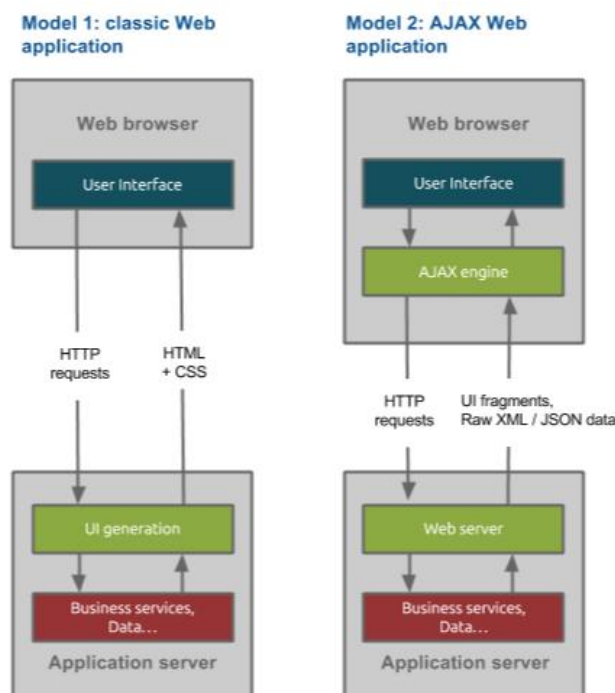 Model 1: classic Web
application
Web browser
User Interface
HTTP
requests
HTML
+ CSS
UI generation
Business services,
Data...
Application server
Model 2: AJAX Web
application
Web browser
User Interface
AJAX engine
HTTP
requests
UI fragments,
Raw XML / JSON data
Web server
Business services,
Data...
Application server